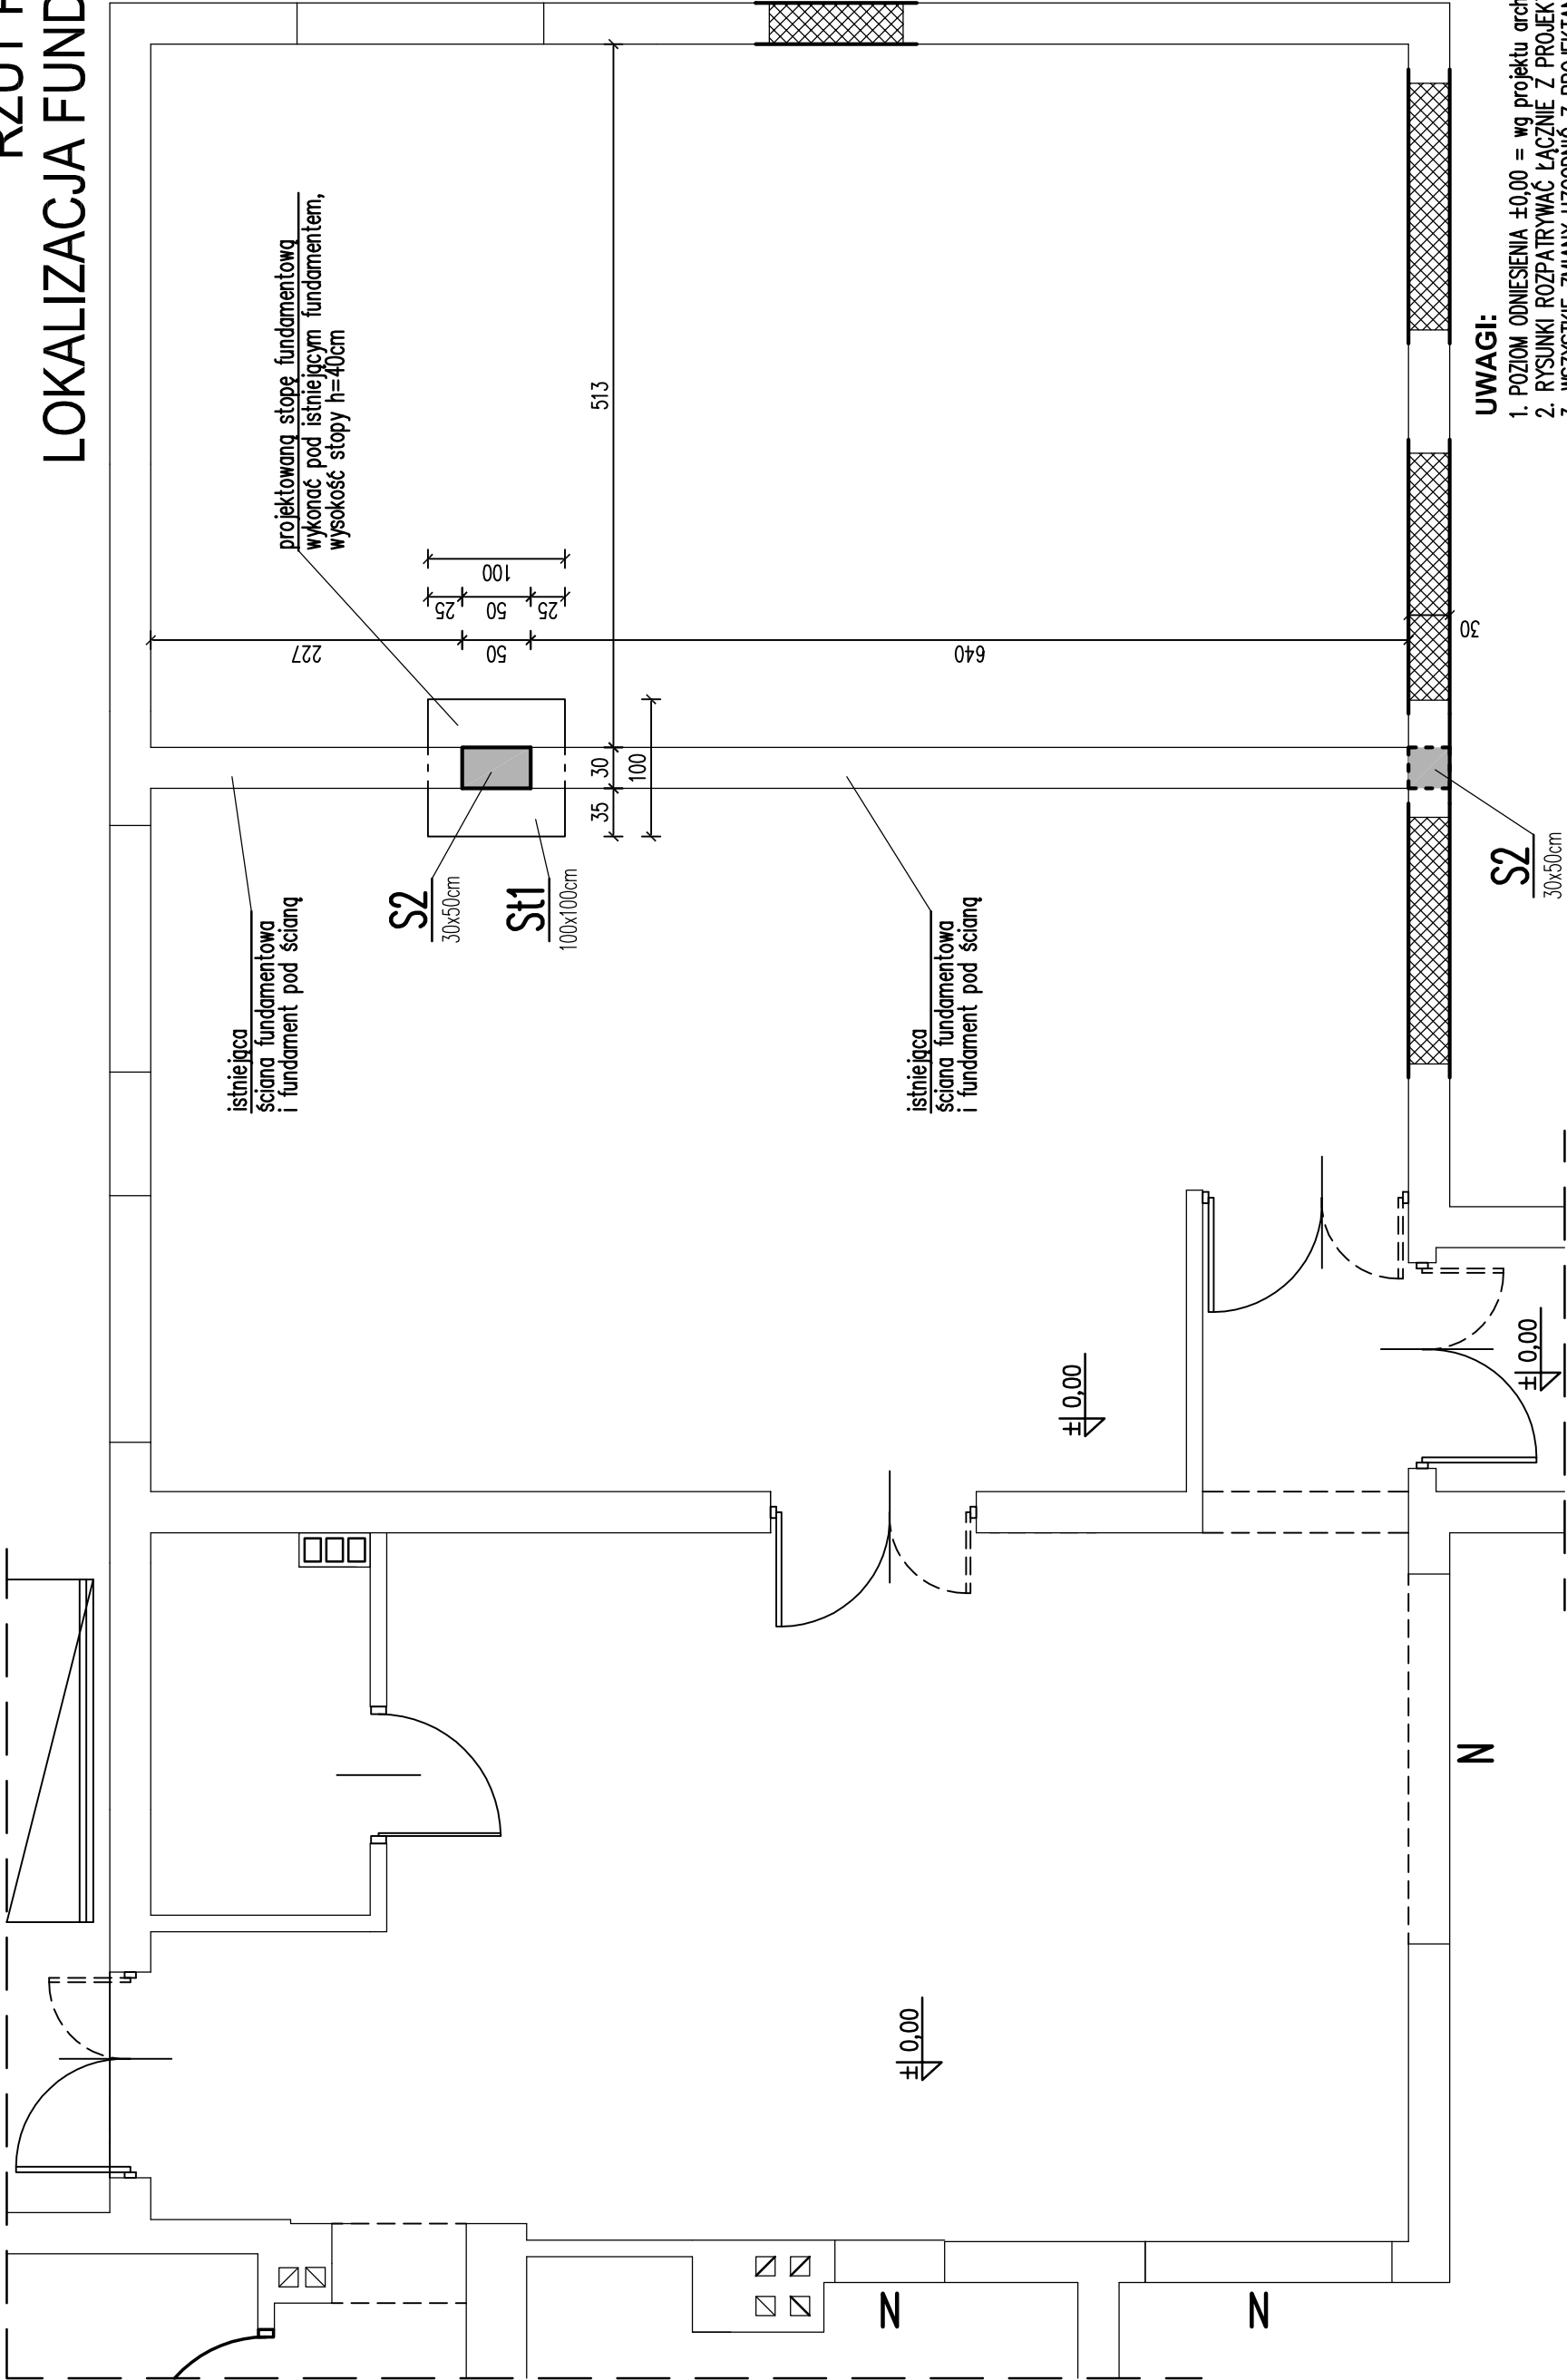 LOKALIZACJA FUND
projektowaną stopę fundamentową
wykonać pod istniejącym fundamentem,
wysokość stopy h=40cm
513
100
25
50
25
227
50
640
30
35
30
100
S2
30x50cm
St1
100x100cm
istniejąca
ściana fundamentowa
i fundament pod ścianą
istniejąca
ściana fundamentowa
i fundament pod ścianą
S2
30x50cm
± 0,00
± 0,00
± 0,00
N
N
N
UWAGI:
1. POZIOM ODNIESIENIA ±0,00 = wg projektu arch
2. RYSUNKI ROZPATRYWAĆ ŁĄCZNIE Z PROJEK